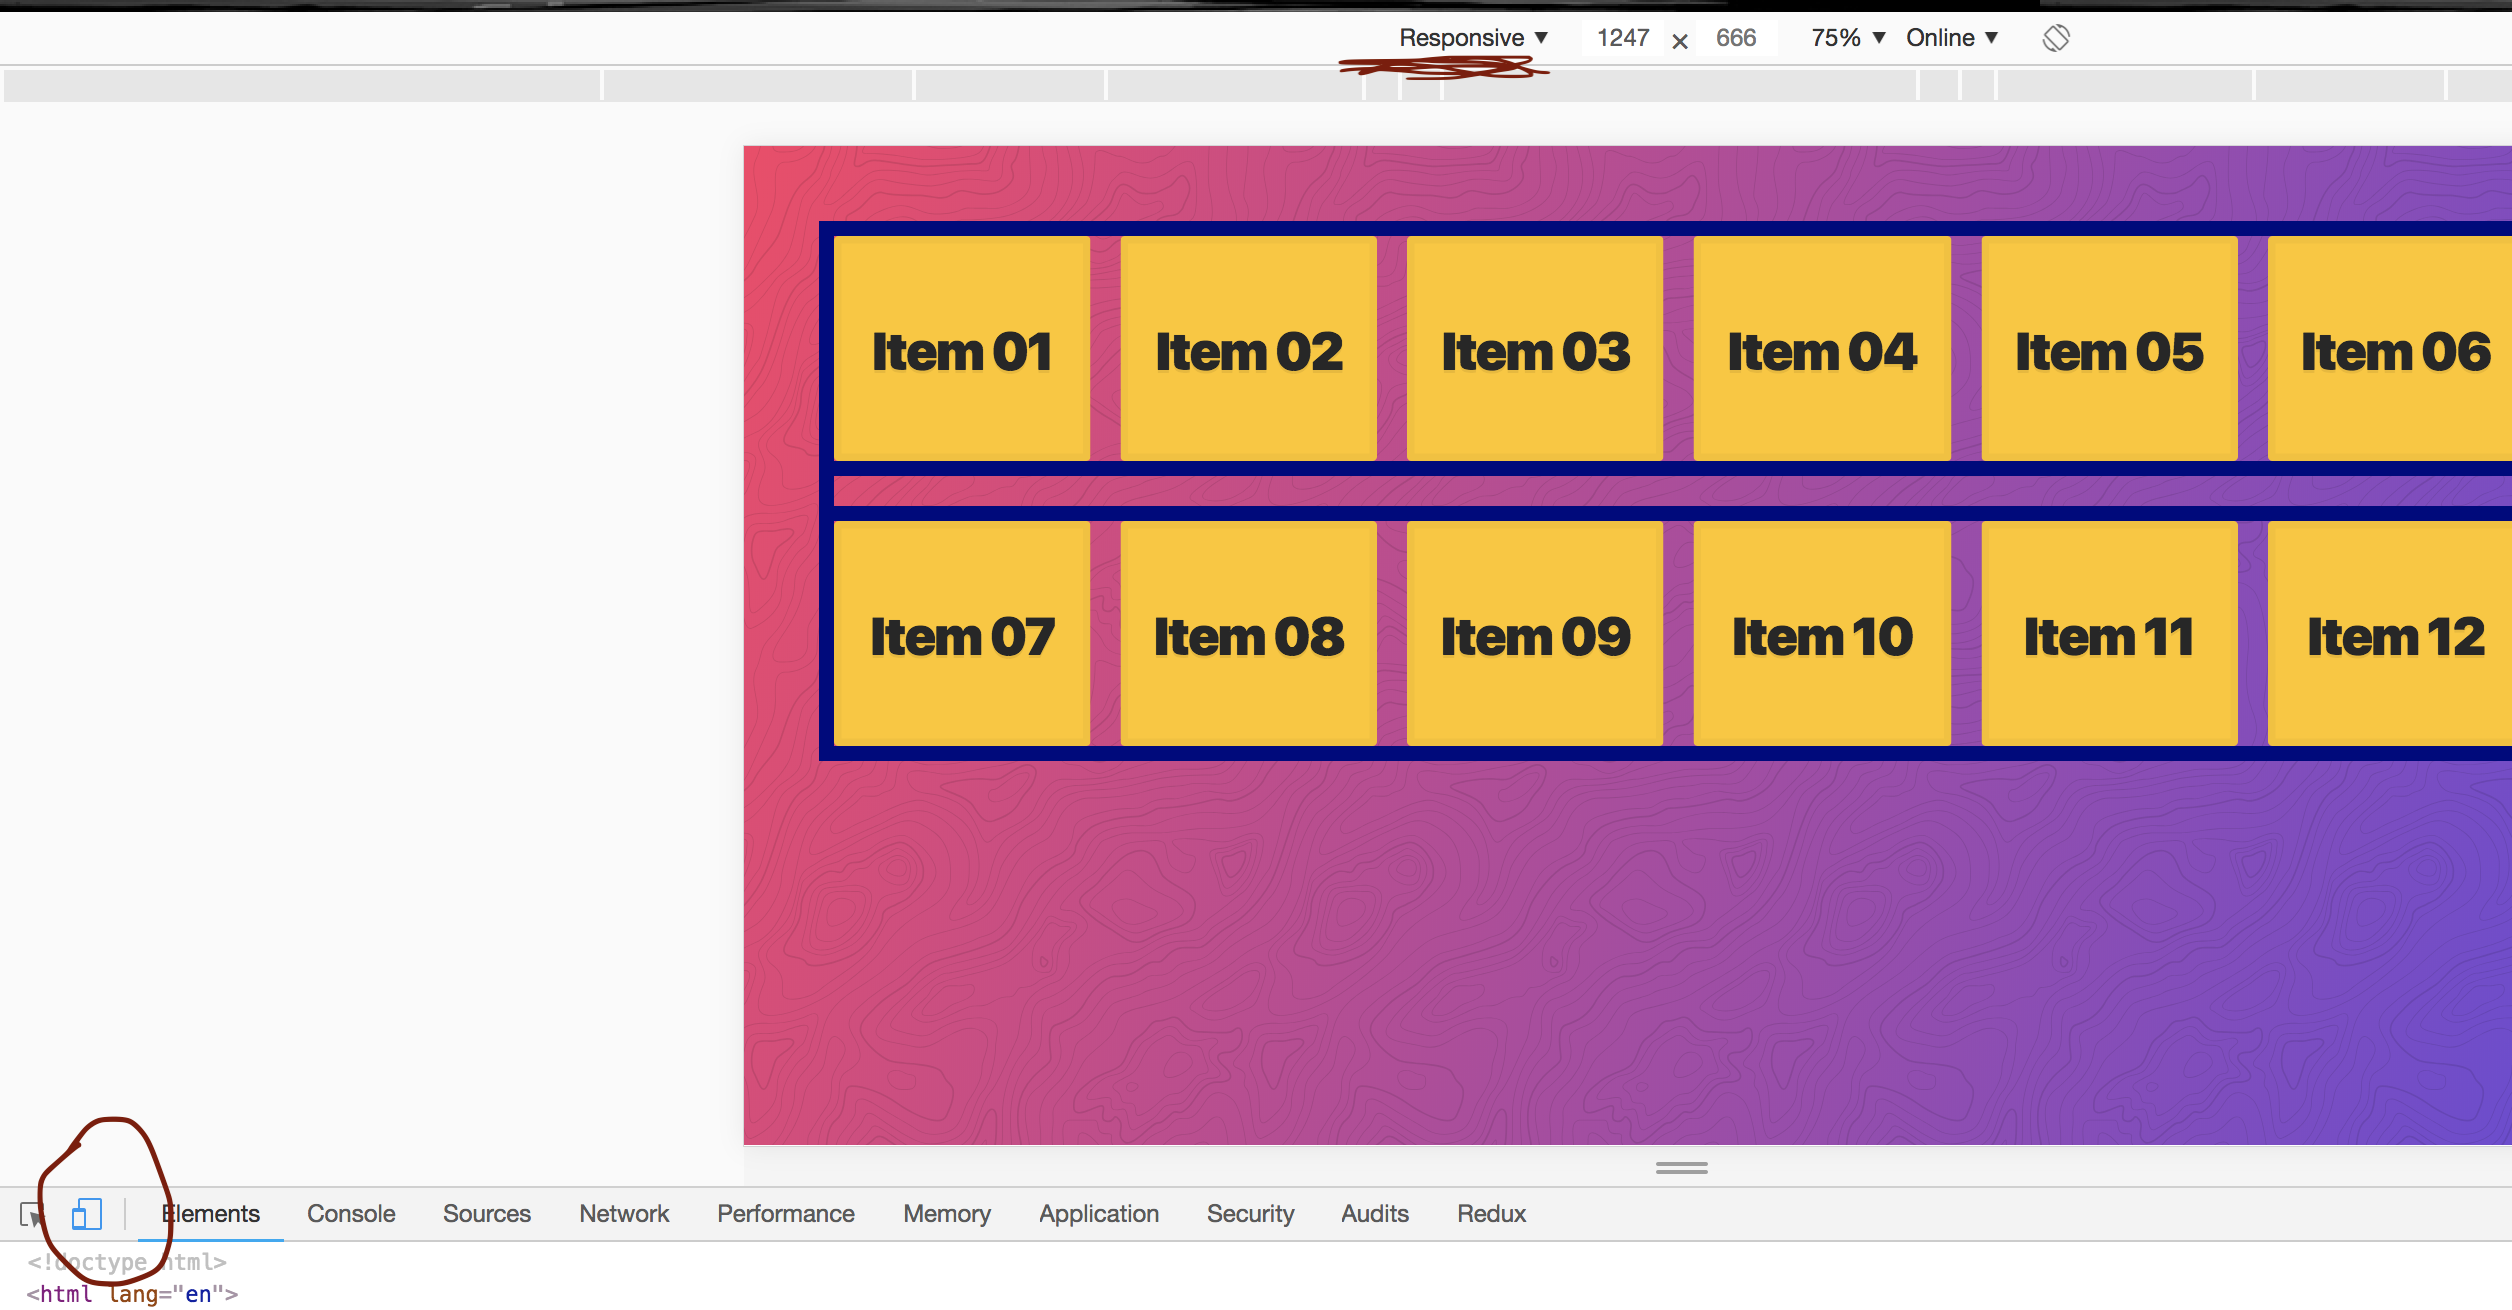 Responsive ▼ 1247 × 666 75% ▼ Online ▼
Item 01 Item 02 Item 03 Item 04 Item 05 Item 06
Item 07 Item 08 Item 09 Item 10 Item 11 Item 12
Elements Console Sources Network Performance Memory Application Security Audits Redux
<!doctype html>
<html lang="en">